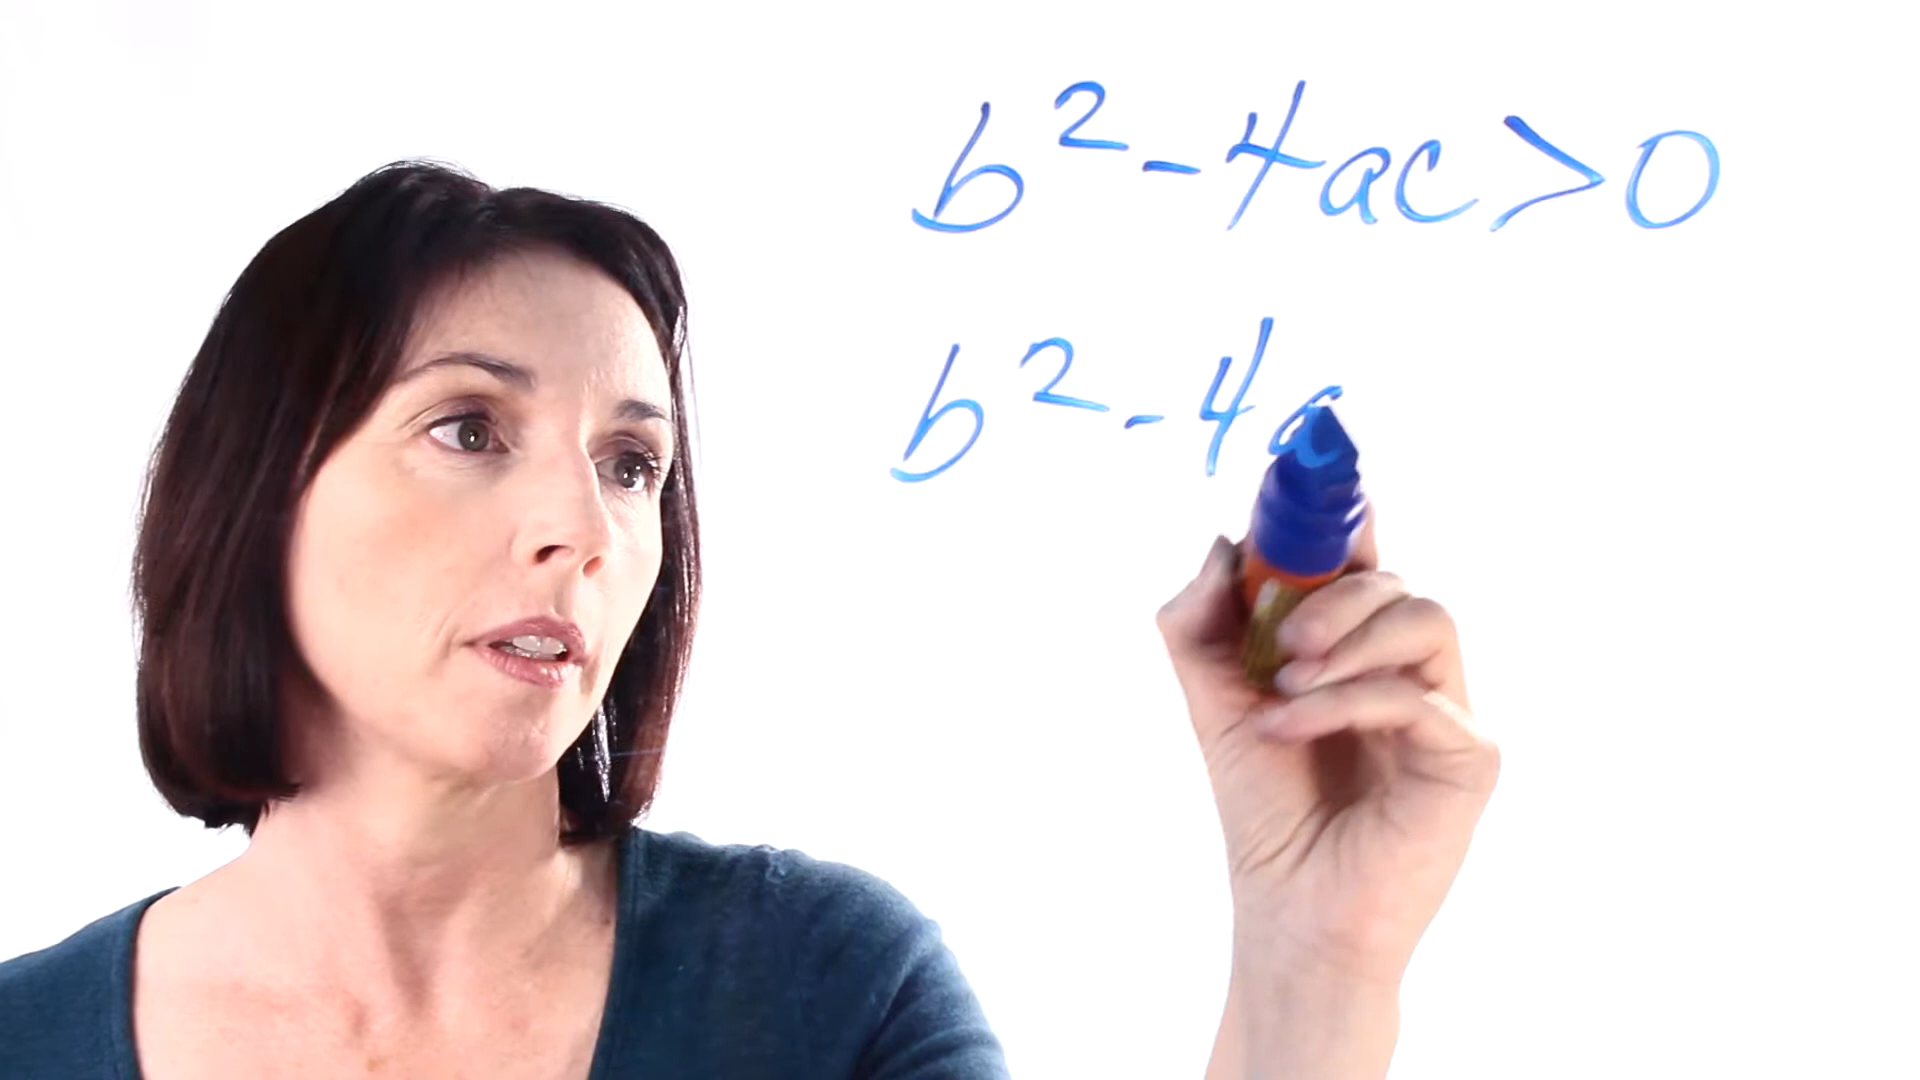 b² - 4ac > 0
b² - 4a